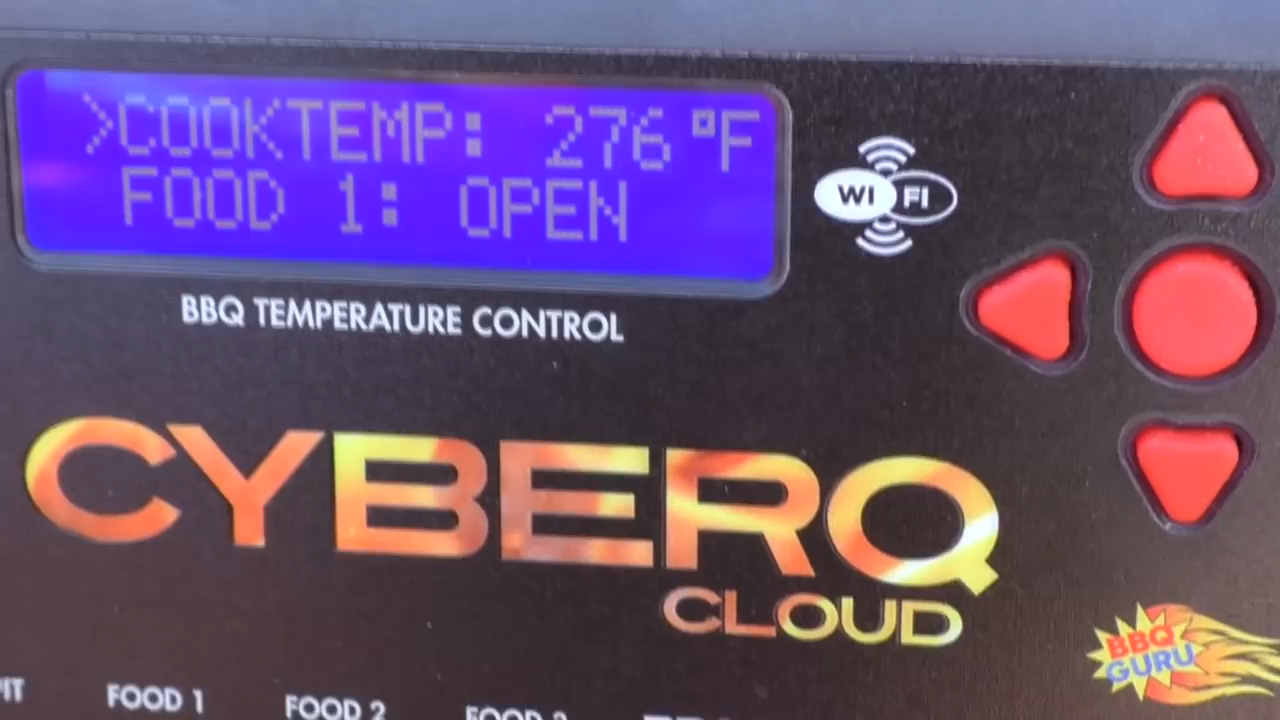 >COOKTEMP: 276°F
FOOD 1: OPEN
WI FI
BBQ TEMPERATURE CONTROL
CYBERQ
CLOUD
BBQ
GURU
FOOD 1
FOOD 2